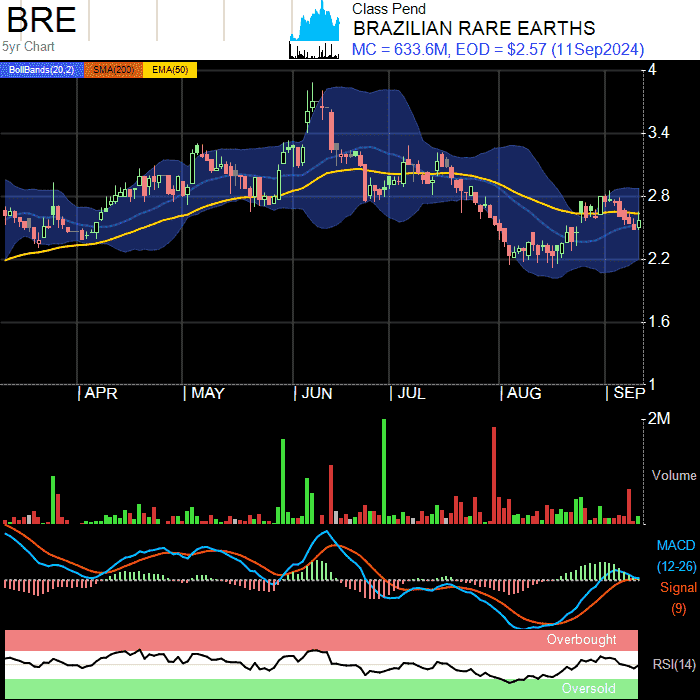 BRE
5yr Chart
Class Pend
BRAZILIAN RARE EARTHS
MC = 633.6M, EOD = $2.57 (11Sep2024)
BollBands(20,2) SMA(200) EMA(50)
4
3.4
2.8
2.2
1.6
1
APR MAY JUN JUL AUG SEP
2M
Volume
MACD
(12-26)
Signal
(9)
Overbought
RSI(14)
Oversold